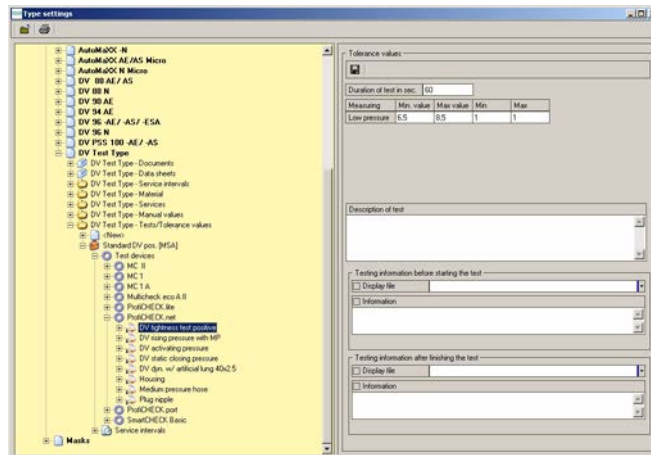 Type settings
AutoMaXX -N
AutoMaXX AE/AS Micro
AutoMaXX N Micro
DV 88 AE/ AS
DV 88 N
DV 90 AE
DV 94 AE
DV 96 -AE/ -AS/ -ESA
DV 96 N
DV PSS 100 -AE/ -AS
DV Test Type
DV Test Type - Documents
DV Test Type - Data sheets
DV Test Type - Service intervals
DV Test Type - Material
DV Test Type - Services
DV Test Type - Manual values
DV Test Type - Tests/Tolerance values
<New>
Standard DV pos. [MSA]
Test devices
MC II
MC 1
MC 1 A
Multicheck eco A II
ProfiCHECK.lite
ProfiCHECK.net
DV tightness test positive
DV rising pressure with MP
DV activating pressure
DV static closing pressure
DV dyn. w/ artificial lung 40x2.5
Housing
Medium pressure hose
Plug nipple
ProfiCHECK.port
SmartCHECK Basic
Service intervals
Masks
Tolerance values
Duration of test in sec. 60
Measuring Min. value Max value Min Max
Low pressure 6.5 8.5 1 1
Description of test
Testing information before starting the test
Display file
Information
Testing information after finishing the test
Display file
Information